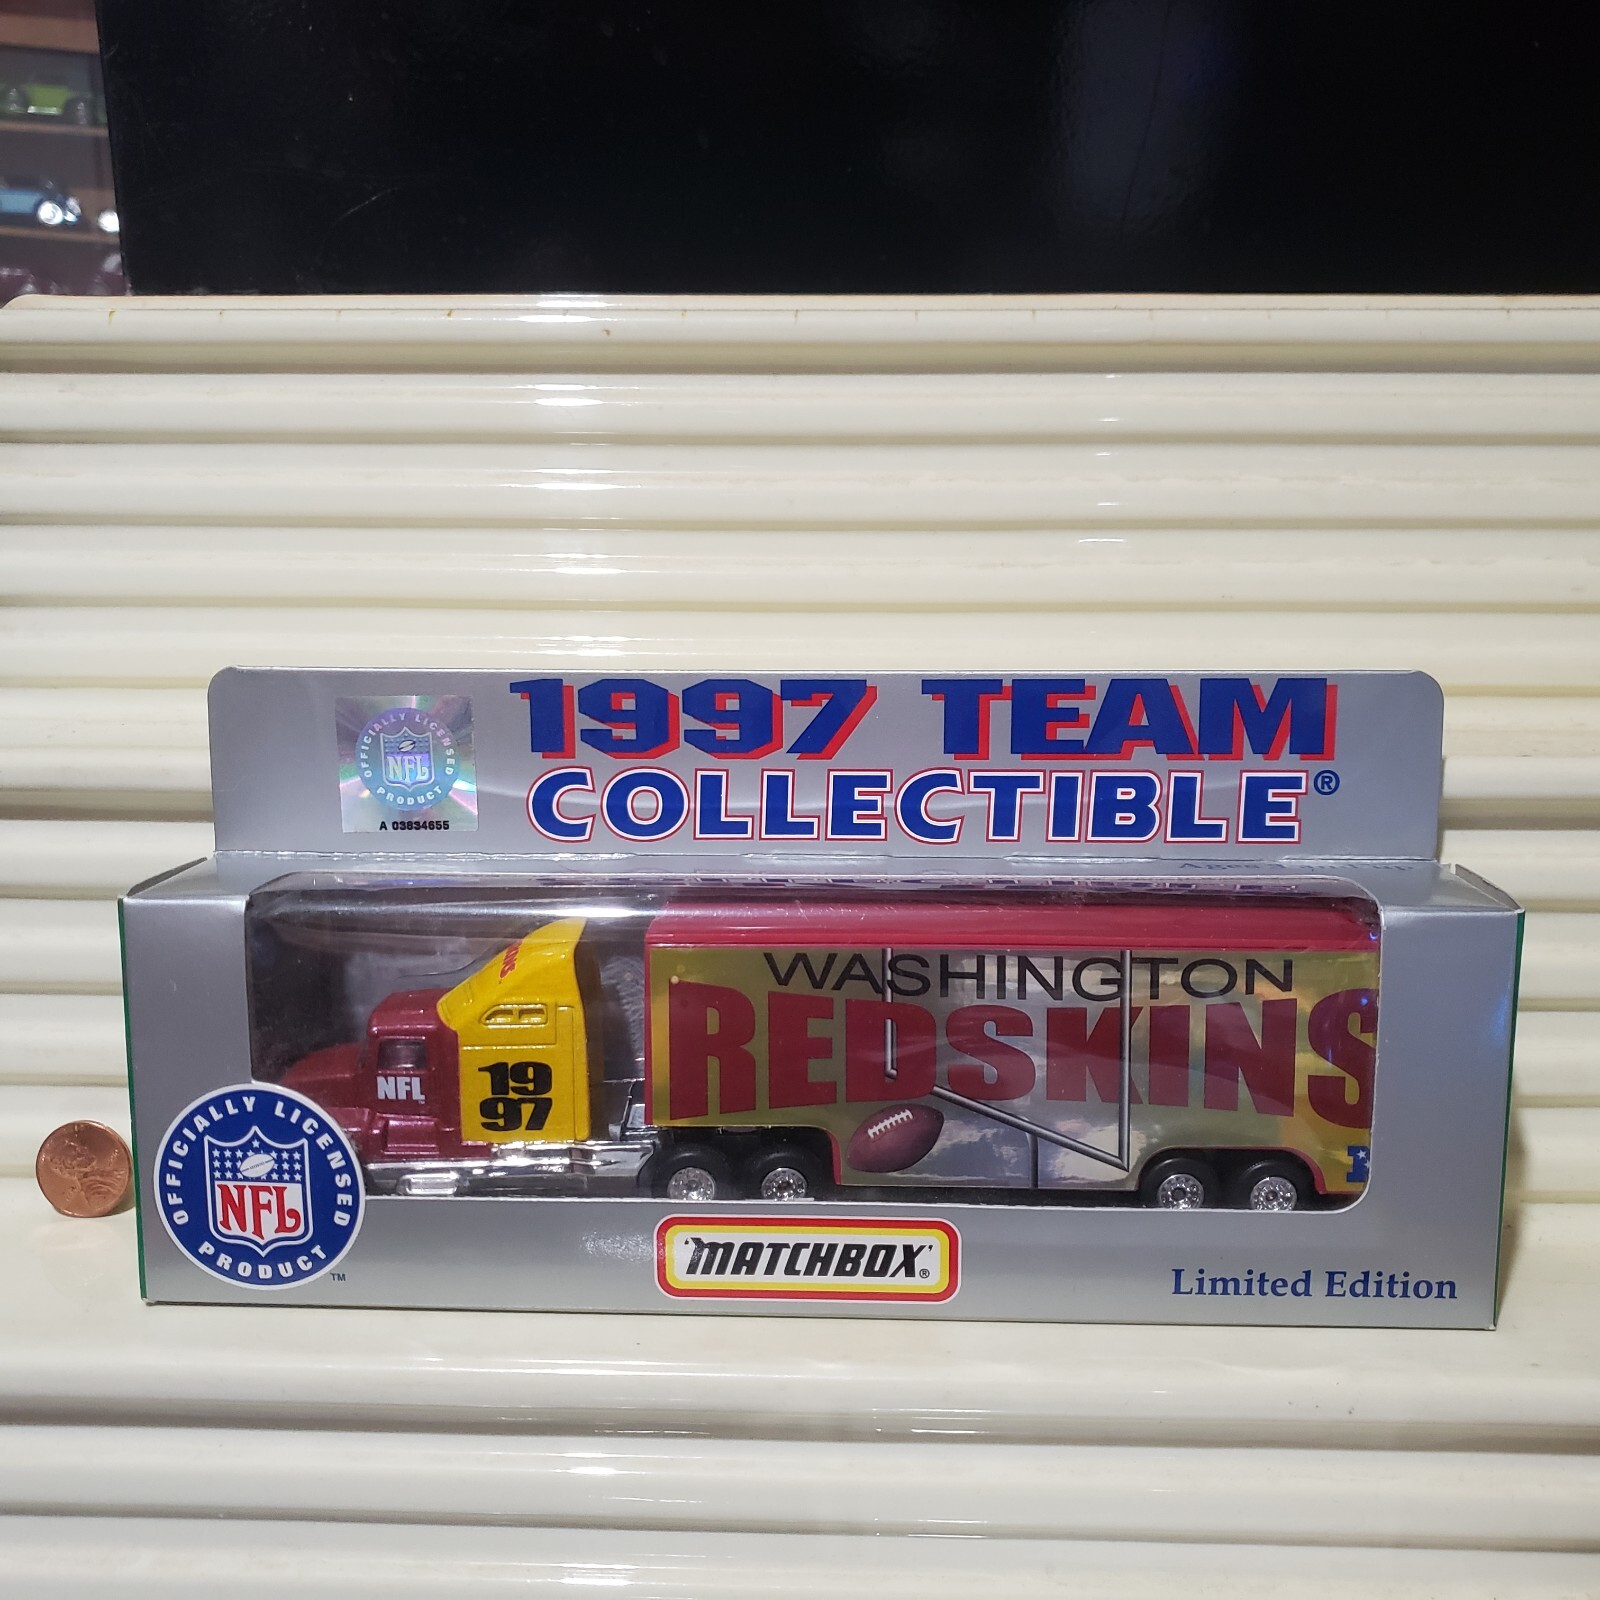 1997 TEAM
COLLECTIBLE®
OFFICIALLY LICENSED
NFL
PRODUCT
A 03834655
WASHINGTON
REDSKINS
NFL
19
97
OFFICIALLY LICENSED
NFL
PRODUCT
TM
MATCHBOX®
Limited Edition